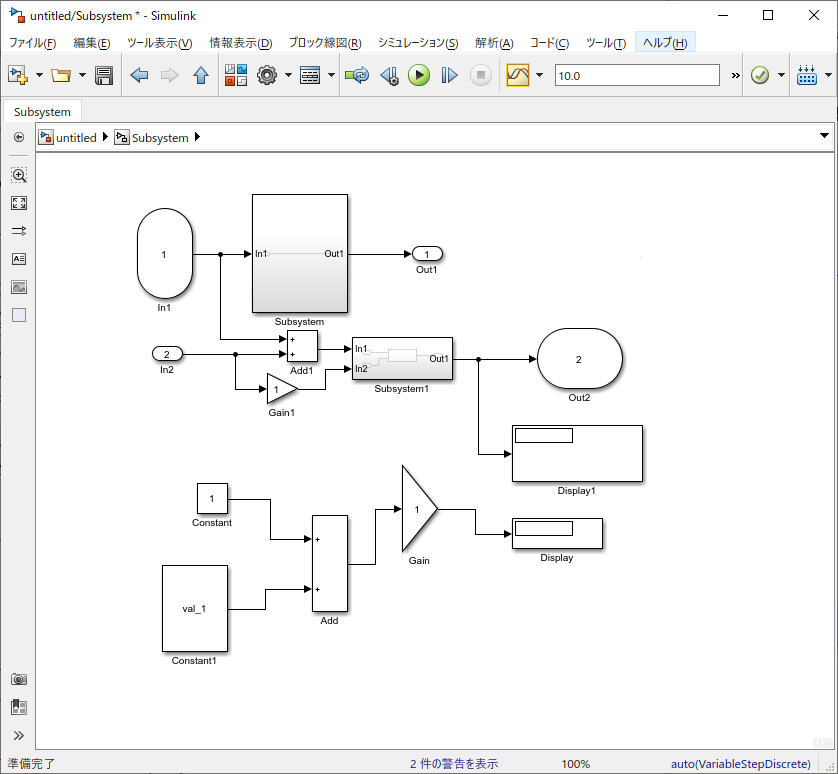 untitled/Subsystem * - Simulink
ファイル(F) 編集(E) ツール表示(V) 情報表示(D) ブロック線図(R) シミュレーション(S) 解析(A) コード(C) ツール(T) ヘルプ(H)
10.0 »
Subsystem
untitled Subsystem
1
In1
In1 Out1
Subsystem
1
Out1
2
In2
+
+
Add1
1
Gain1
In1
In2
Out1
Subsystem1
2
Out2
Display1
1
Constant
val_1
Constant1
+
+
Add
1
Gain
Display
準備完了 2 件の警告を表示 100% auto(VariableStepDiscrete)